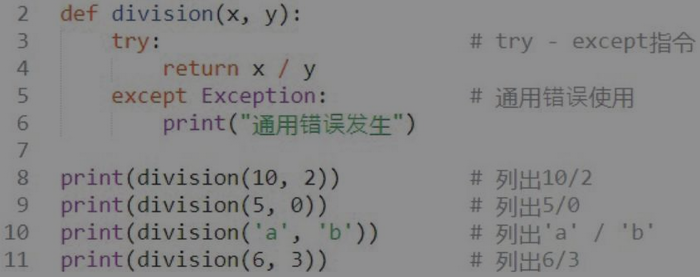 2 def division(x, y):
3     try:                         # try - except指令
4         return x / y
5     except Exception:            # 通用错误使用
6         print("通用错误发生")
7
8 print(division(10, 2))           # 列出10/2
9 print(division(5, 0))            # 列出5/0
10 print(division('a', 'b'))       # 列出'a' / 'b'
11 print(division(6, 3))           # 列出6/3